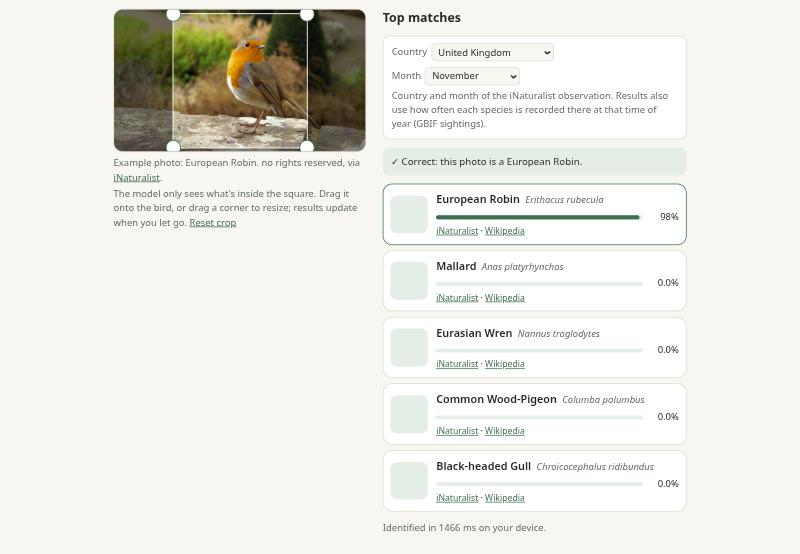 Example photo: European Robin. no rights reserved, via
iNaturalist.
The model only sees what's inside the square. Drag it
onto the bird, or drag a corner to resize; results update
when you let go. Reset crop
Top matches
Country United Kingdom
Month November
Country and month of the iNaturalist observation. Results also
use how often each species is recorded there at that time of
year (GBIF sightings).
✓ Correct: this photo is a European Robin.
European Robin Erithacus rubecula
98%
iNaturalist · Wikipedia
Mallard Anas platyrhynchos
0.0%
iNaturalist · Wikipedia
Eurasian Wren Nannus troglodytes
0.0%
iNaturalist · Wikipedia
Common Wood-Pigeon Columba palumbus
0.0%
iNaturalist · Wikipedia
Black-headed Gull Chroicocephalus ridibundus
0.0%
iNaturalist · Wikipedia
Identified in 1466 ms on your device.